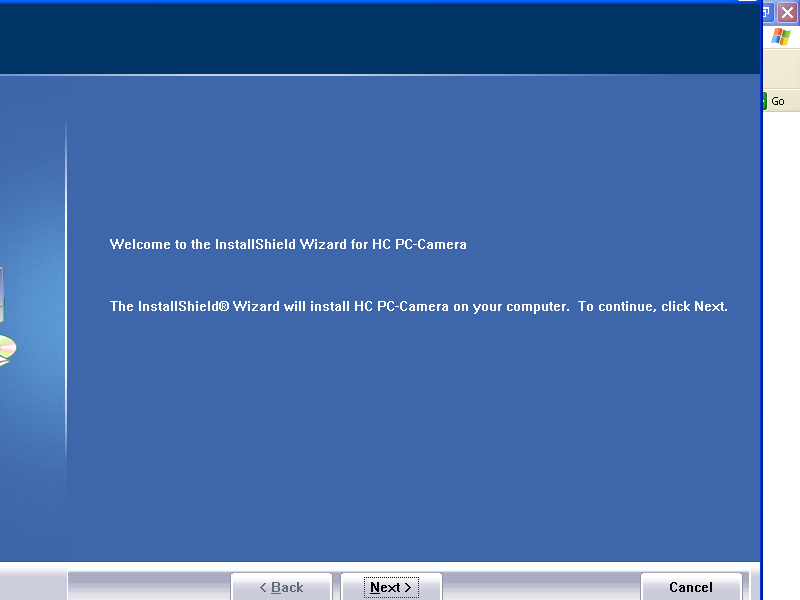 Go
Welcome to the InstallShield Wizard for HC PC-Camera
The InstallShield® Wizard will install HC PC-Camera on your computer.  To continue, click Next.
< Back
Next >
Cancel